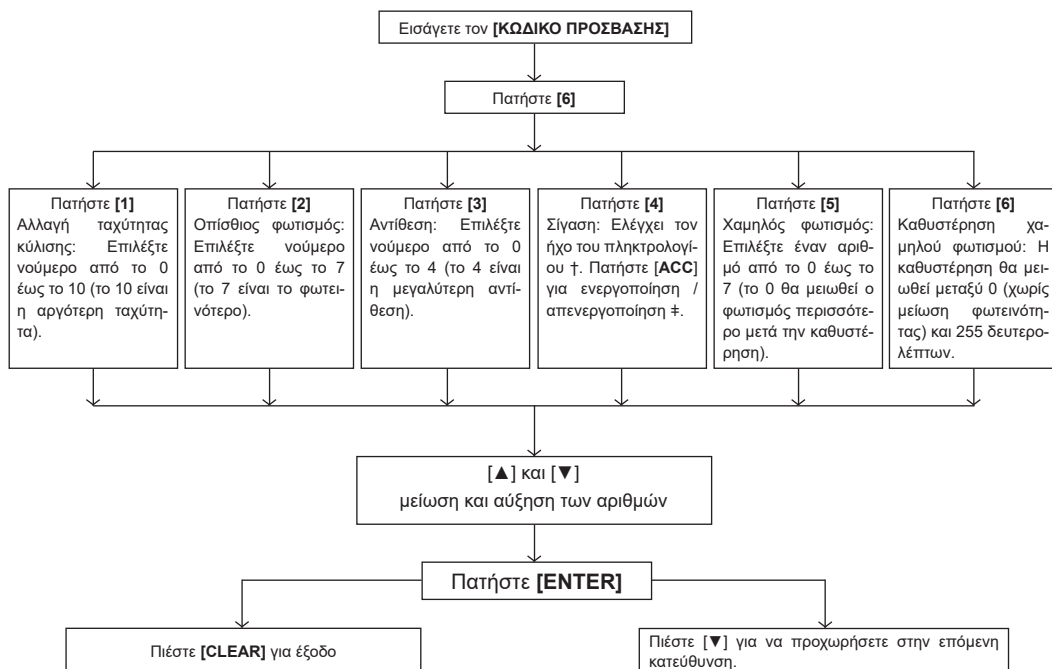 Εισάγετε τον [ΚΩΔΙΚΟ ΠΡΟΣΒΑΣΗΣ]
Πατήστε [6]
Πατήστε [1]
Αλλαγή ταχύτητας
κύλισης: Επιλέξτε
νούμερο από το 0
έως το 10 (το 10 είναι
η αργότερη ταχύτη-
τα).
Πατήστε [2]
Οπίσθιος φωτισμός:
Επιλέξτε νούμερο
από το 0 έως το 7
(το 7 είναι το φωτει-
νότερο).
Πατήστε [3]
Αντίθεση: Επιλέξτε
νούμερο από το 0
έως το 4 (το 4 είναι
η μεγαλύτερη αντί-
θεση).
Πατήστε [4]
Σίγαση: Ελέγχει τον
ήχο του πληκτρολογί-
ου †. Πατήστε [ACC]
για ενεργοποίηση /
απενεργοποίηση ‡.
Πατήστε [5]
Χαμηλός φωτισμός:
Επιλέξτε έναν αριθ-
μό από το 0 έως το
7 (το 0 θα μειωθεί ο
φωτισμός περισσότε-
ρο μετά την καθυστέ-
ρηση).
Πατήστε [6]
Καθυστέρηση χα-
μηλού φωτισμού: Η
καθυστέρηση θα μει-
ωθεί μεταξύ 0 (χωρίς
μείωση φωτεινότη-
τας) και 255 δευτερο-
λέπτων.
[▲] και [▼]
μείωση και αύξηση των αριθμών
Πατήστε [ENTER]
Πιέστε [CLEAR] για έξοδο
Πιέστε [▼] για να προχωρήσετε στην επόμενη
κατεύθυνση.